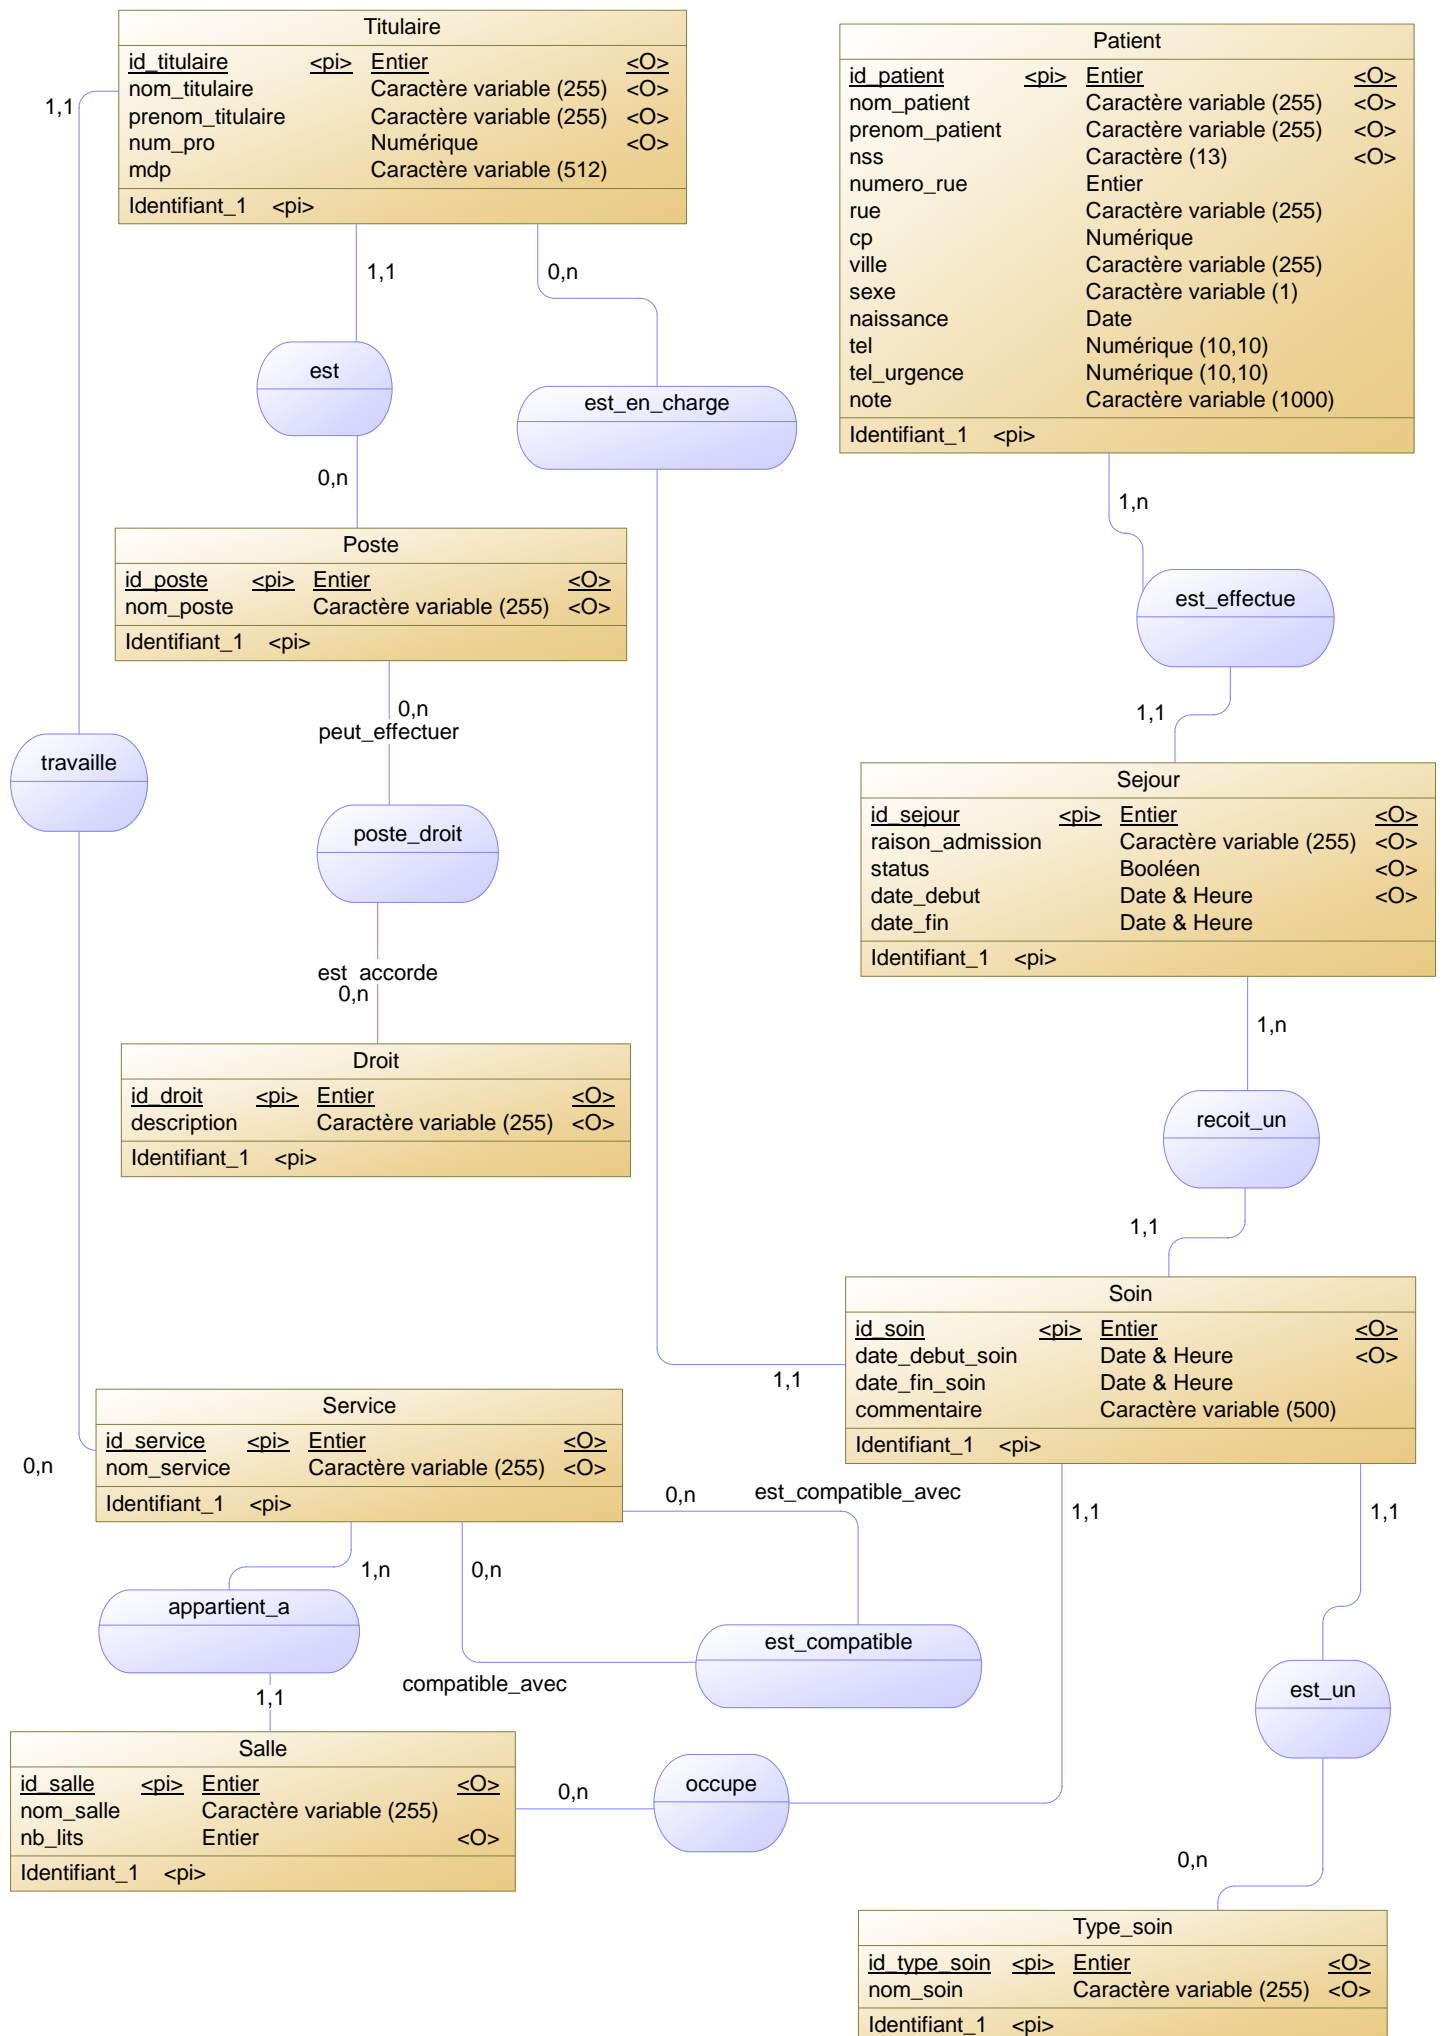 Titulaire
id_titulaire <pi> Entier <O>
nom_titulaire Caractère variable (255) <O>
prenom_titulaire Caractère variable (255) <O>
num_pro Numérique <O>
mdp Caractère variable (512)
Identifiant_1 <pi>
Patient
id_patient <pi> Entier <O>
nom_patient Caractère variable (255) <O>
prenom_patient Caractère variable (255) <O>
nss Caractère (13) <O>
numero_rue Entier
rue Caractère variable (255)
cp Numérique
ville Caractère variable (255)
sexe Caractère variable (1)
naissance Date
tel Numérique (10,10)
tel_urgence Numérique (10,10)
note Caractère variable (1000)
Identifiant_1 <pi>
1,1
1,1
0,n
est
est_en_charge
0,n
1,n
est_effectue
1,1
Poste
id_poste <pi> Entier <O>
nom_poste Caractère variable (255) <O>
Identifiant_1 <pi>
0,n
peut_effectuer
travaille
poste_droit
est_accorde
0,n
Sejour
id_sejour <pi> Entier <O>
raison_admission Caractère variable (255) <O>
status Booléen <O>
date_debut Date & Heure <O>
date_fin Date & Heure
Identifiant_1 <pi>
1,n
recoit_un
1,1
Droit
id_droit <pi> Entier <O>
description Caractère variable (255) <O>
Identifiant_1 <pi>
Soin
id_soin <pi> Entier <O>
date_debut_soin Date & Heure <O>
date_fin_soin Date & Heure
commentaire Caractère variable (500)
Identifiant_1 <pi>
1,1
Service
id_service <pi> Entier <O>
nom_service Caractère variable (255) <O>
Identifiant_1 <pi>
0,n
0,n
est_compatible_avec
1,1
1,1
1,n
0,n
appartient_a
est_compatible
compatible_avec
1,1
est_un
Salle
id_salle <pi> Entier <O>
nom_salle Caractère variable (255)
nb_lits Entier <O>
Identifiant_1 <pi>
0,n
occupe
0,n
Type_soin
id_type_soin <pi> Entier <O>
nom_soin Caractère variable (255) <O>
Identifiant_1 <pi>